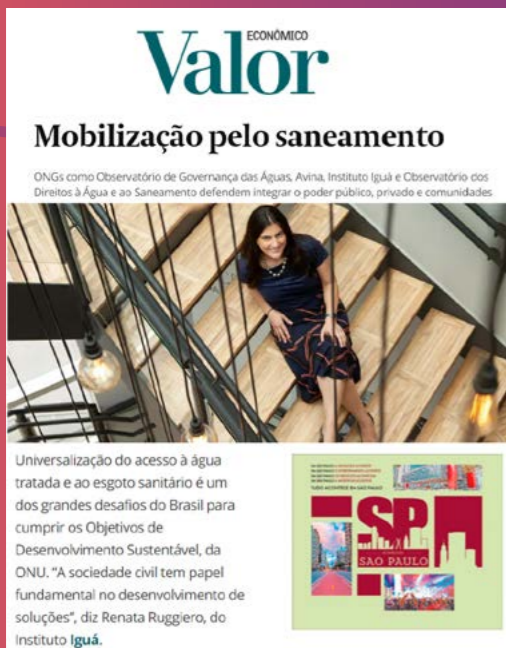 ECONÔMICO
Valor
Mobilização pelo saneamento
ONGs como Observatório de Governança das Águas, Avina, Instituto Iguá e Observatório dos
Direitos à Água e ao Saneamento defendem integrar o poder público, privado e comunidades
Universalização do acesso à água
tratada e ao esgoto sanitário é um
dos grandes desafios do Brasil para
cumprir os Objetivos de
Desenvolvimento Sustentável, da
ONU. “A sociedade civil tem papel
fundamental no desenvolvimento de
soluções”, diz Renata Ruggiero, do
Instituto Iguá.
SP
SAO PAULO